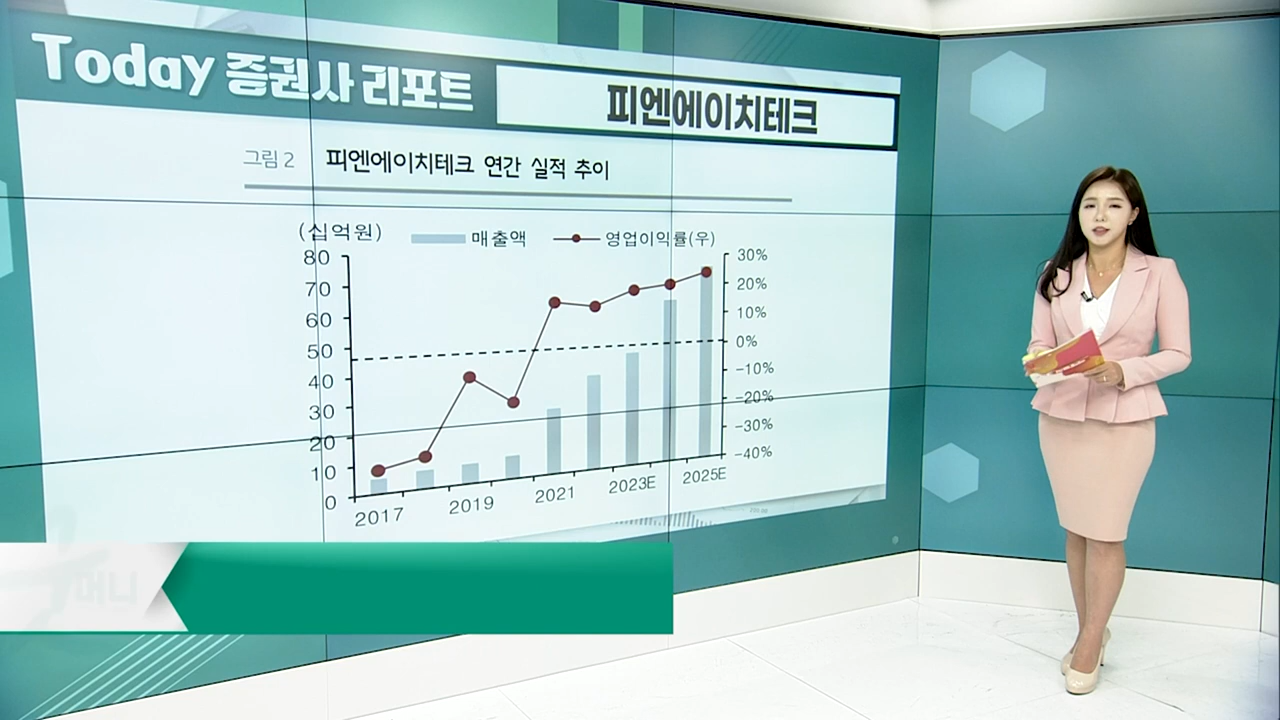 Today 증권사 리포트
피엔에이치테크
그림 2 피엔에이치테크 연간 실적 추이
(십억원) 매출액 영업이익률(우)
80 30%
70 20%
60 10%
50 0%
40 -10%
30 -20%
20 -30%
10 -40%
0
2017 2019 2021 2023E 2025E
머니